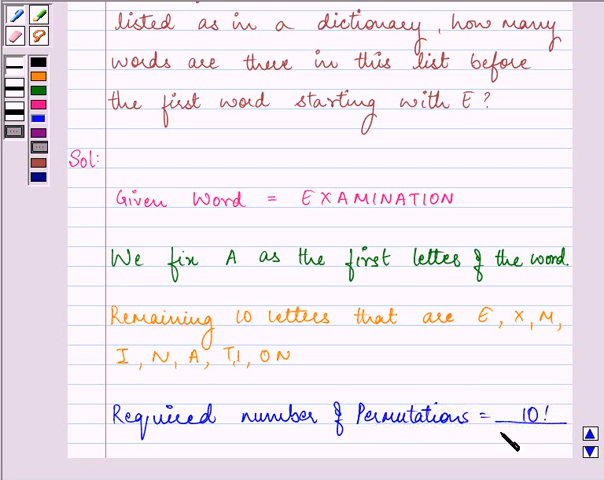 listed as in a dictionary, how many
words are there in this list before
the first word starting with E?
Sol:
Given Word = EXAMINATION
We fix A as the first letter of the word.
Remaining 10 letters that are E, X, M,
I, N, A, T, I, O N
Required number of Permutations = 10!